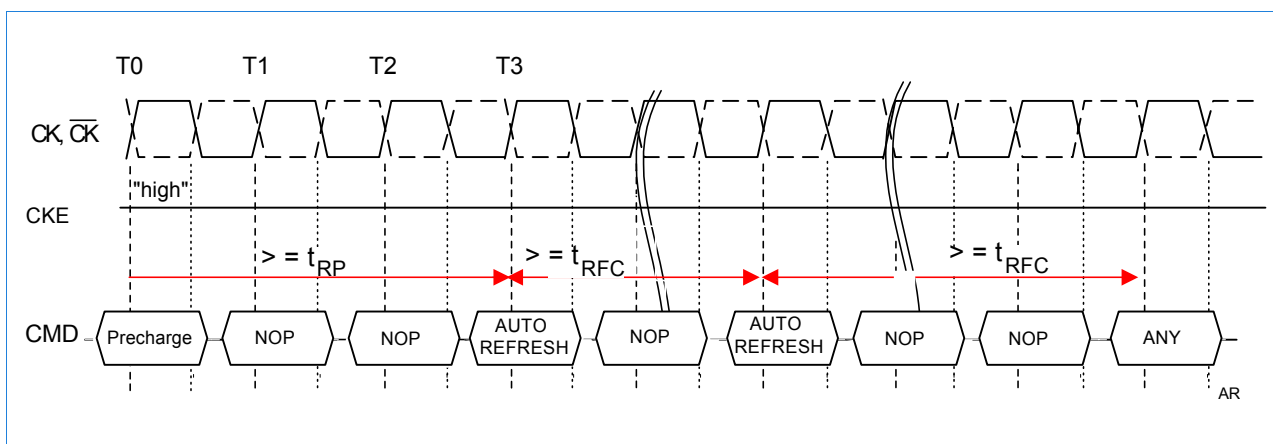 T0 T1 T2 T3
CK, C̅K̅
"high"
CKE
> = tRP > = tRFC > = tRFC
CMD Precharge NOP NOP AUTO REFRESH NOP AUTO REFRESH NOP NOP ANY
AR